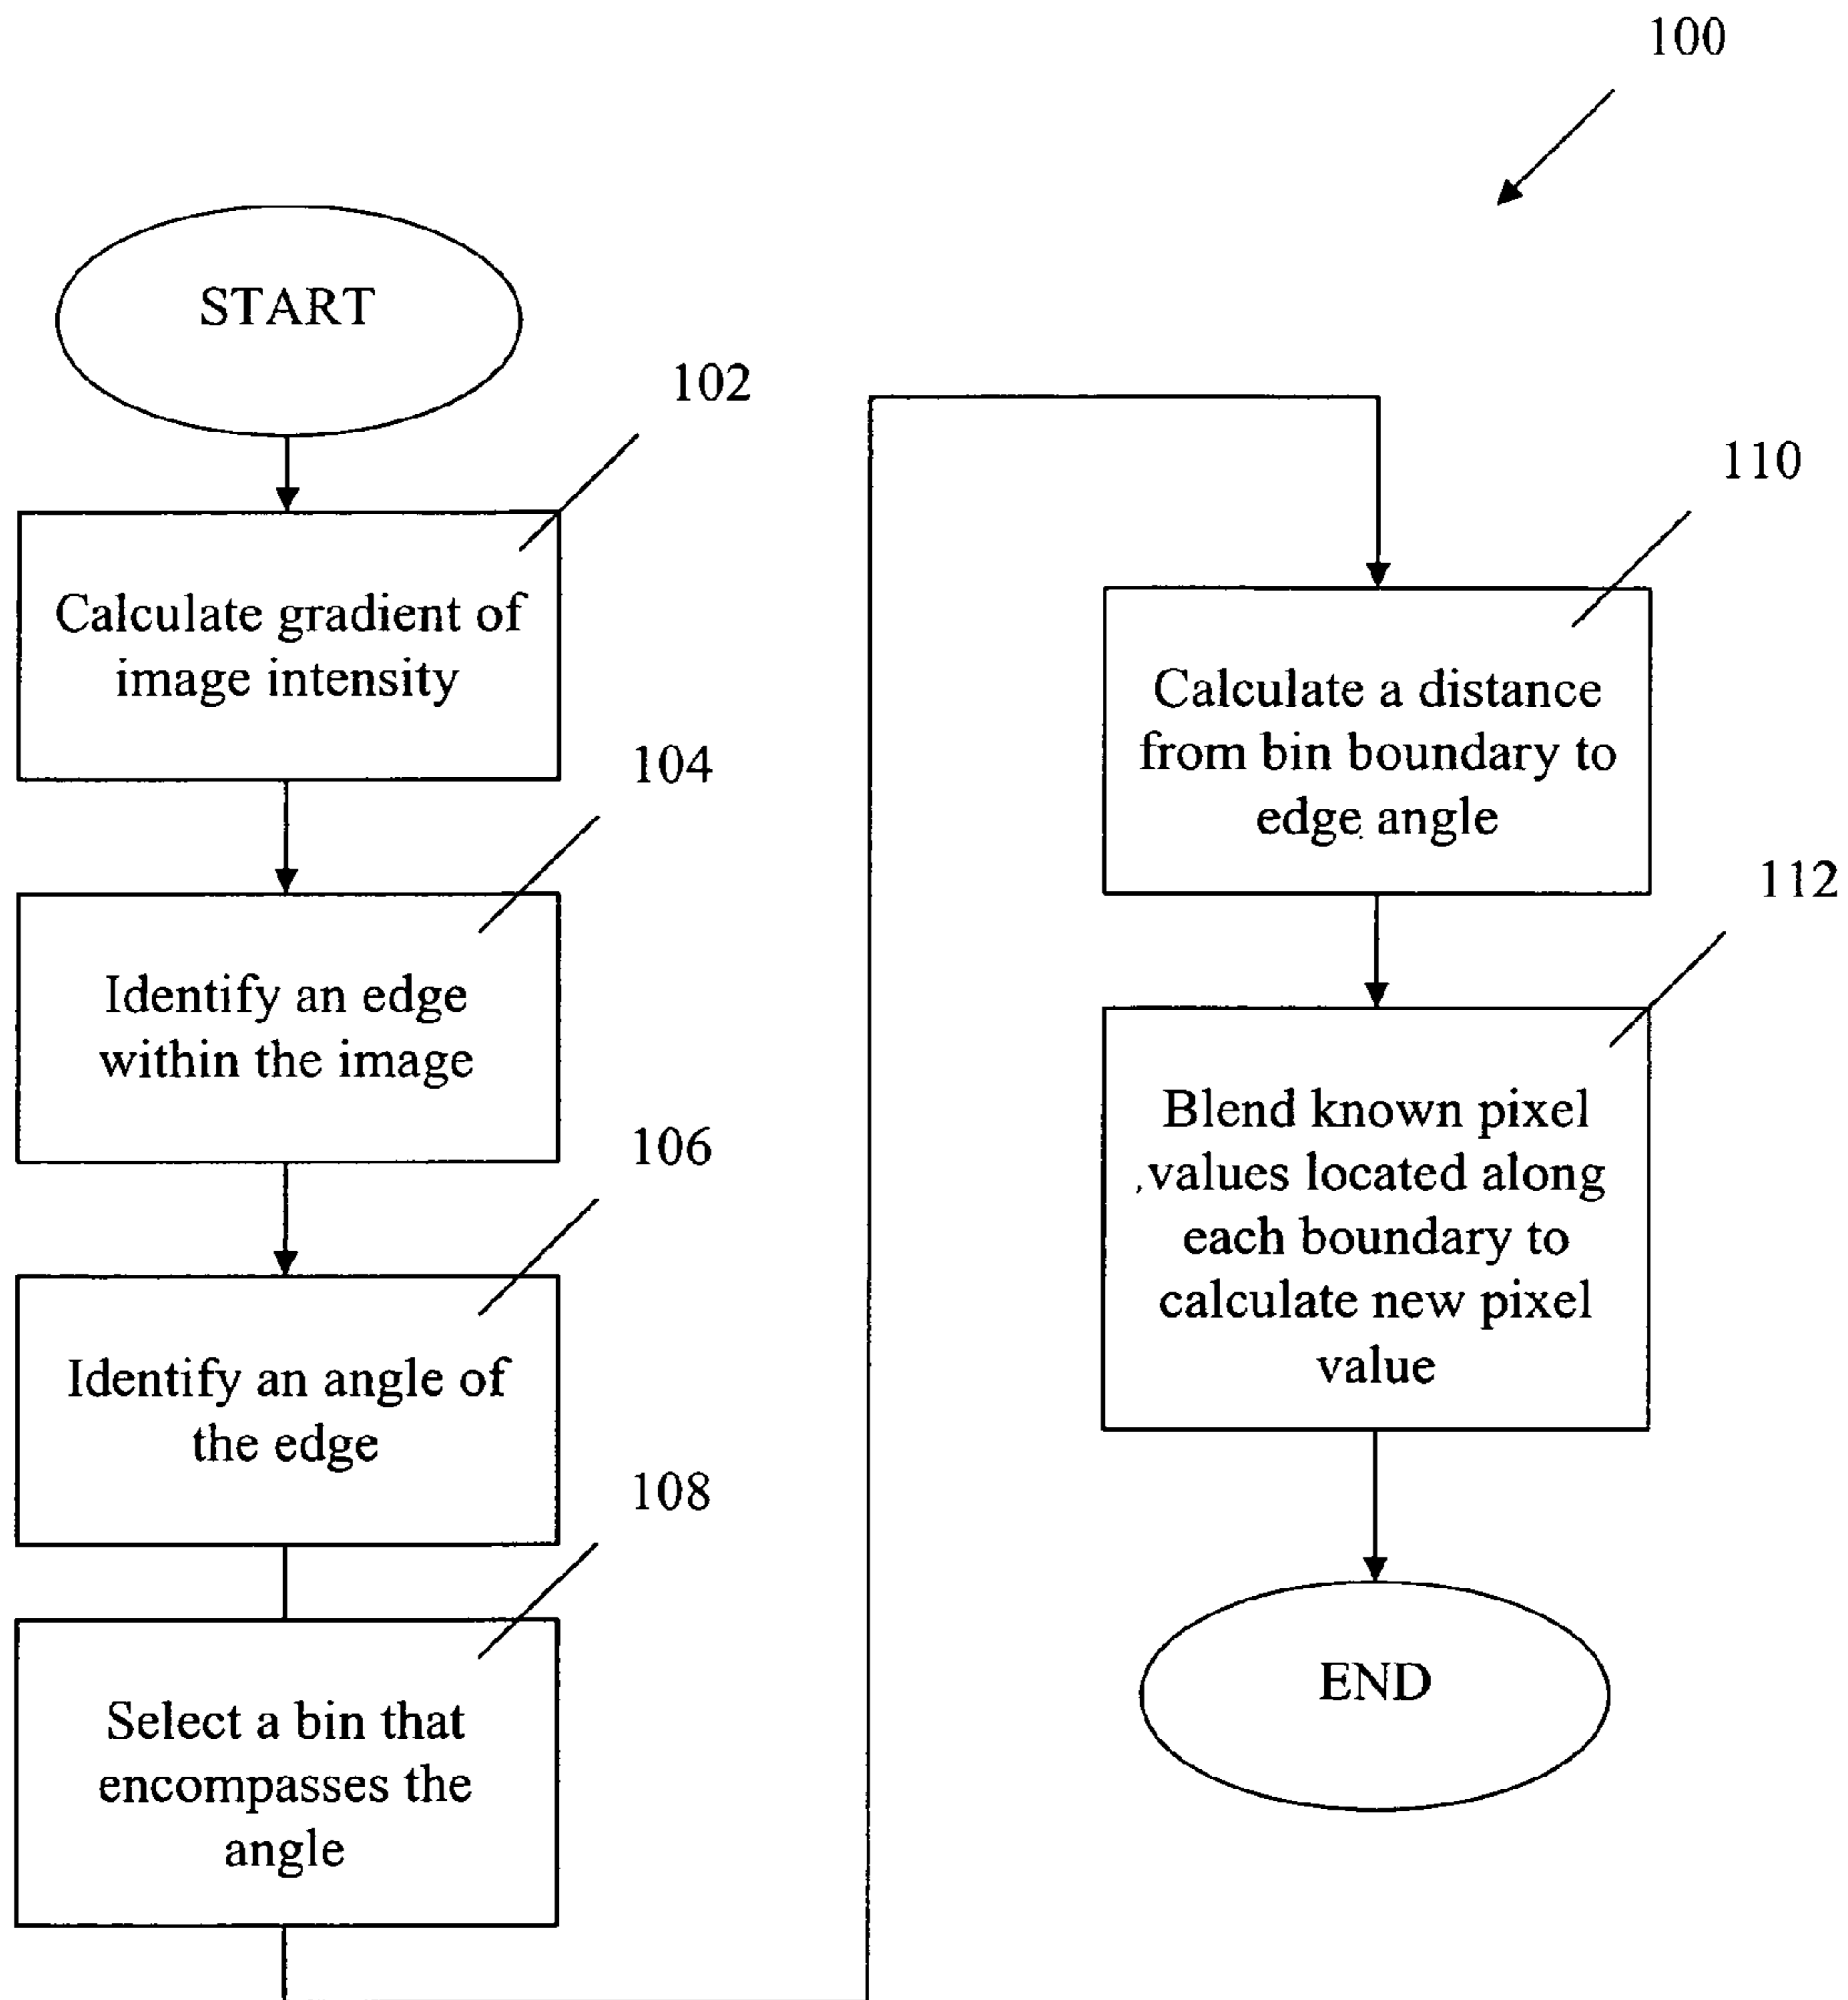 100
START
102
Calculate gradient of
image intensity
104
Identify an edge
within the image
106
Identify an angle of
the edge
108
Select a bin that
encompasses the
angle
110
Calculate a distance
from bin boundary to
edge angle
112
Blend known pixel
values located along
each boundary to
calculate new pixel
value
END